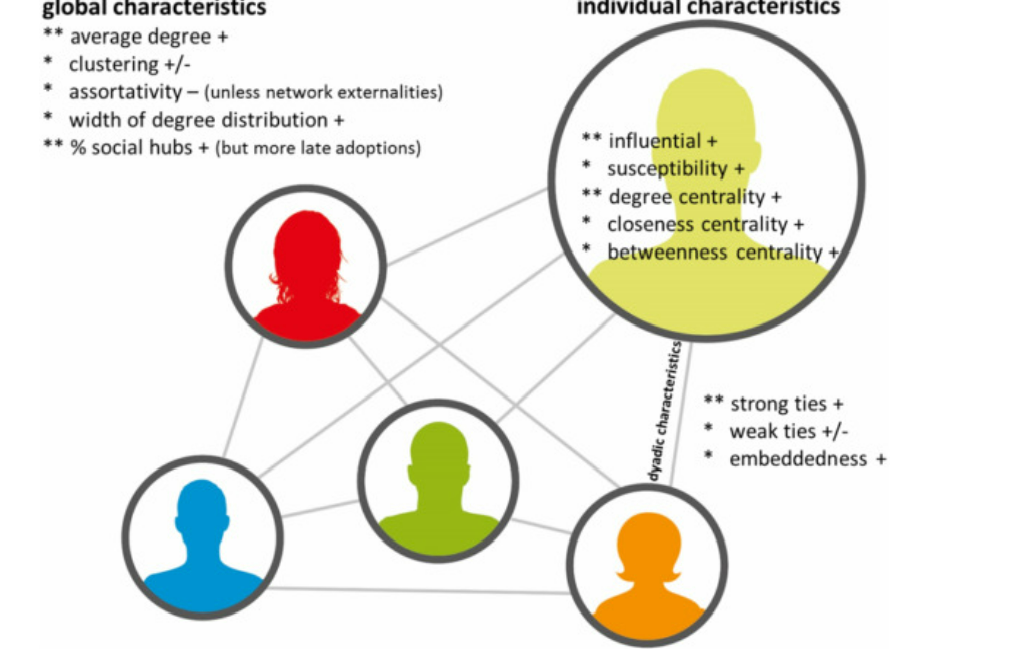 global characteristics
** average degree +
* clustering +/-
* assortativity – (unless network externalities)
* width of degree distribution +
** % social hubs + (but more late adoptions)
individual characteristics
** influential +
* susceptibility +
** degree centrality +
* closeness centrality +
* betweenness centrality +
dyadic characteristics
** strong ties +
* weak ties +/-
* embeddedness +